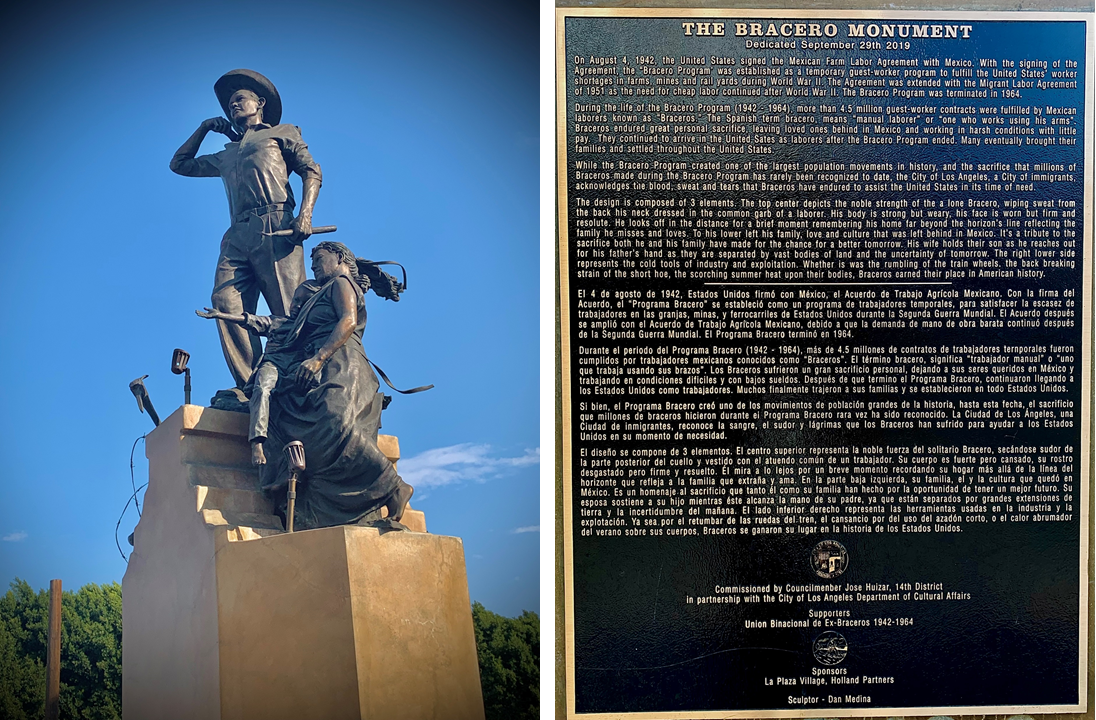 THE BRACERO MONUMENT
Dedicated September 29th 2019
On August 4, 1942, the United States signed the Mexican Farm Labor Agreement with Mexico. With the signing of the
Agreement, the "Bracero Program" was established as a temporary guest-worker program to fulfill the United States' worker
shortages in farms, mines and rail yards during World War II. The Agreement was extended with the Migrant Labor Agreement
of 1951 as the need for cheap labor continued after World War II. The Bracero Program was terminated in 1964.
During the life of the Bracero Program (1942 - 1964), more than 4.5 million guest-worker contracts were fulfilled by Mexican
laborers known as "Braceros." The Spanish term bracero, means "manual laborer" or "one who works using his arms".
Braceros endured great personal sacrifice, leaving loved ones behind in Mexico and working in harsh conditions with little
pay. They continued to arrive in the United Sates as laborers after the Bracero Program ended. Many eventually brought their
families and settled throughout the United States.
While the Bracero Program created one of the largest population movements in history, and the sacrifice that millions of
Braceros made during the Bracero Program has rarely been recognized to date, the City of Los Angeles, a City of immigrants,
acknowledges the blood, sweat and tears that Braceros have endured to assist the United States in its time of need.
The design is composed of 3 elements. The top center depicts the noble strength of the a lone Bracero, wiping sweat from
the back his neck dressed in the common garb of a laborer. His body is strong but weary, his face is worn but firm and
resolute. He looks off in the distance for a brief moment remembering his home far beyond the horizon's line reflecting the
family he misses and loves. To his lower left his family, love and culture that was left behind in Mexico. It's a tribute to the
sacrifice both he and his family have made for the chance for a better tomorrow. His wife holds their son as he reaches out
for his father's hand as they are separated by vast bodies of land and the uncertainty of tomorrow. The right lower side
represents the cold tools of industry and exploitation. Whether is was the rumbling of the train wheels, the back breaking
strain of the short hoe, the scorching summer heat upon their bodies, Braceros earned their place in American history.
El 4 de agosto de 1942, Estados Unidos firmó con México, el Acuerdo de Trabajo Agrícola Mexicano. Con la firma del
Acuerdo, el "Programa Bracero" se estableció como un programa de trabajadores temporales, para satisfacer la escasez de
trabajadores en las granjas, minas, y ferrocarriles de Estados Unidos durante la Segunda Guerra Mundial. El Acuerdo después
se amplió con el Acuerdo de Trabajo Agrícola Mexicano, debido a que la demanda de mano de obra barata continuó después
de la Segunda Guerra Mundial. El Programa Bracero terminó en 1964.
Durante el periodo del Programa Bracero (1942 - 1964), más de 4.5 millones de contratos de trabajadores temporales fueron
cumplidos por trabajadores mexicanos conocidos como "Braceros". El término bracero, significa "trabajador manual" o "uno
que trabaja usando sus brazos". Los Braceros sufrieron un gran sacrificio personal, dejando a sus seres queridos en México y
trabajando en condiciones difíciles y con bajos sueldos. Después de que termino el Programa Bracero, continuaron llegando a
los Estados Unidos como trabajadores. Muchos finalmente trajeron a sus familias y se establecieron en todo Estados Unidos.
Si bien, el Programa Bracero creó uno de los movimientos de población grandes de la historia, hasta esta fecha, el sacrificio
que millones de braceros hicieron durante el Programa Bracero rara vez ha sido reconocido. La Ciudad de Los Angeles, una
Ciudad de inmigrantes, reconoce la sangre, el sudor y lágrimas que los Braceros han sufrido para ayudar a los Estados
Unidos en su momento de necesidad.
El diseño se compone de 3 elementos. El centro superior representa la noble fuerza del solitario Bracero, secándose sudor de
la parte posterior del cuello y vestido con el atuendo común de un trabajador. Su cuerpo es fuerte pero cansado, su rostro
desgastado pero firme y resuelto. Él mira a lo lejos por un breve momento recordando su hogar más allá de la línea del
horizonte que refleja a la familia que extraña y ama. En la parte baja izquierda, su familia, el y la cultura que quedó en
México. Es un homenaje al sacrificio que tanto él como su familia han hecho por la oportunidad de tener un mejor futuro. Su
esposa sostiene a su hijo mientras éste alcanza la mano de su padre, ya que están separados por grandes extensiones de
tierra y la incertidumbre del mañana. El lado inferior derecho representa las herramientas usadas en la industria y la
explotación. Ya sea por el retumbar de las ruedas del tren, el cansancio por del uso del azadón corto, o el calor abrumador
del verano sobre sus cuerpos, Braceros se ganaron su lugar en la historia de los Estados Unidos.
Commissioned by Councilmenber Jose Huizar, 14th District
in partnership with the City of Los Angeles Department of Cultural Affairs
Supporters
Union Binacional de Ex-Braceros 1942-1964
Sponsors
La Plaza Village, Holland Partners
Sculptor - Dan Medina